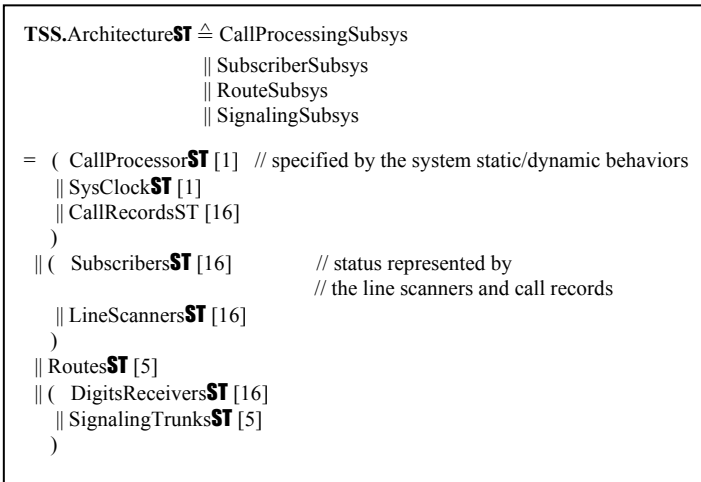 TSS.ArchitectureST ≙ CallProcessingSubsys
|| SubscriberSubsys
|| RouteSubsys
|| SignalingSubsys
= ( CallProcessorST [1] // specified by the system static/dynamic behaviors
|| SysClockST [1]
|| CallRecordsST [16]
)
|| ( SubscribersST [16] // status represented by
// the line scanners and call records
|| LineScannersST [16]
)
|| RoutesST [5]
|| ( DigitsReceiversST [16]
|| SignalingTrunksST [5]
)